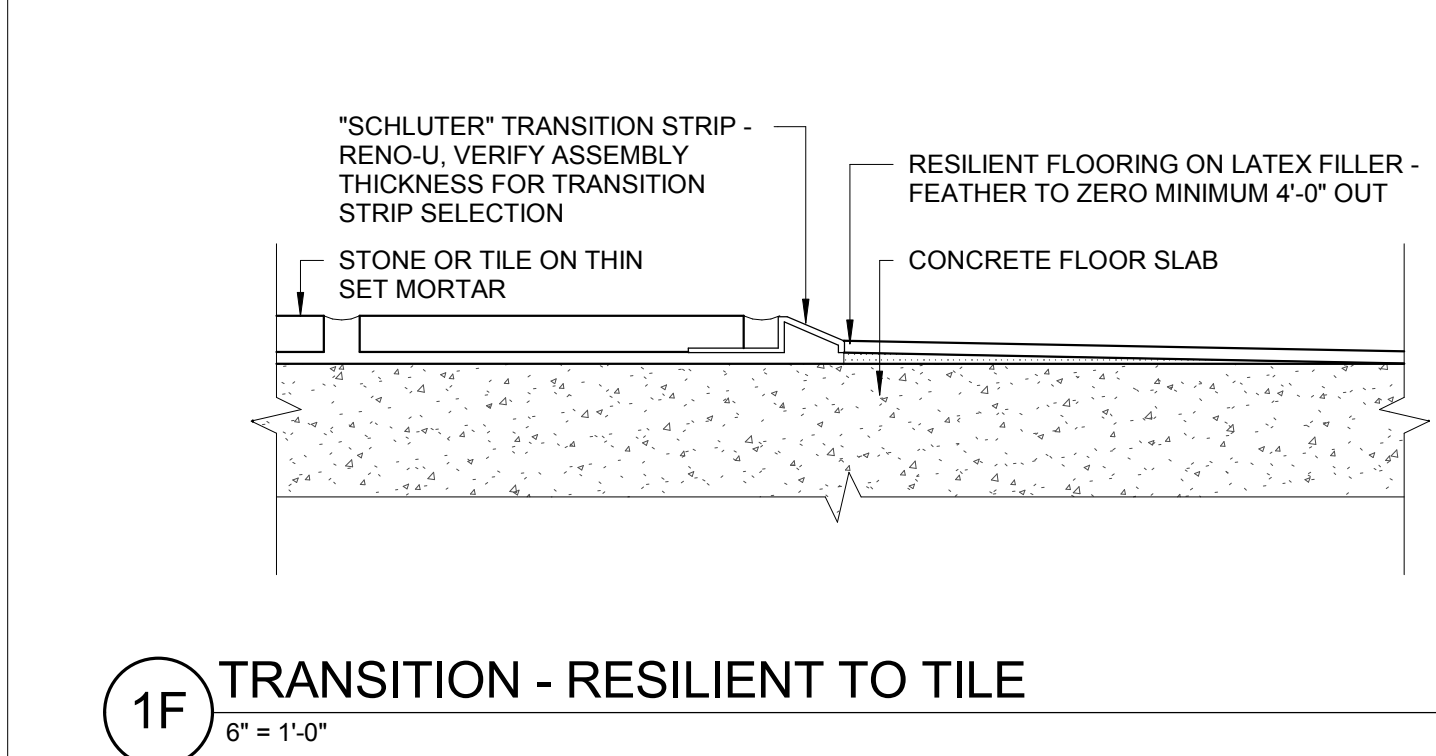 "SCHLUTER" TRANSITION STRIP -
RENO-U, VERIFY ASSEMBLY
THICKNESS FOR TRANSITION
STRIP SELECTION
STONE OR TILE ON THIN
SET MORTAR
RESILIENT FLOORING ON LATEX FILLER -
FEATHER TO ZERO MINIMUM 4'-0" OUT
CONCRETE FLOOR SLAB
1F
TRANSITION - RESILIENT TO TILE
6" = 1'-0"